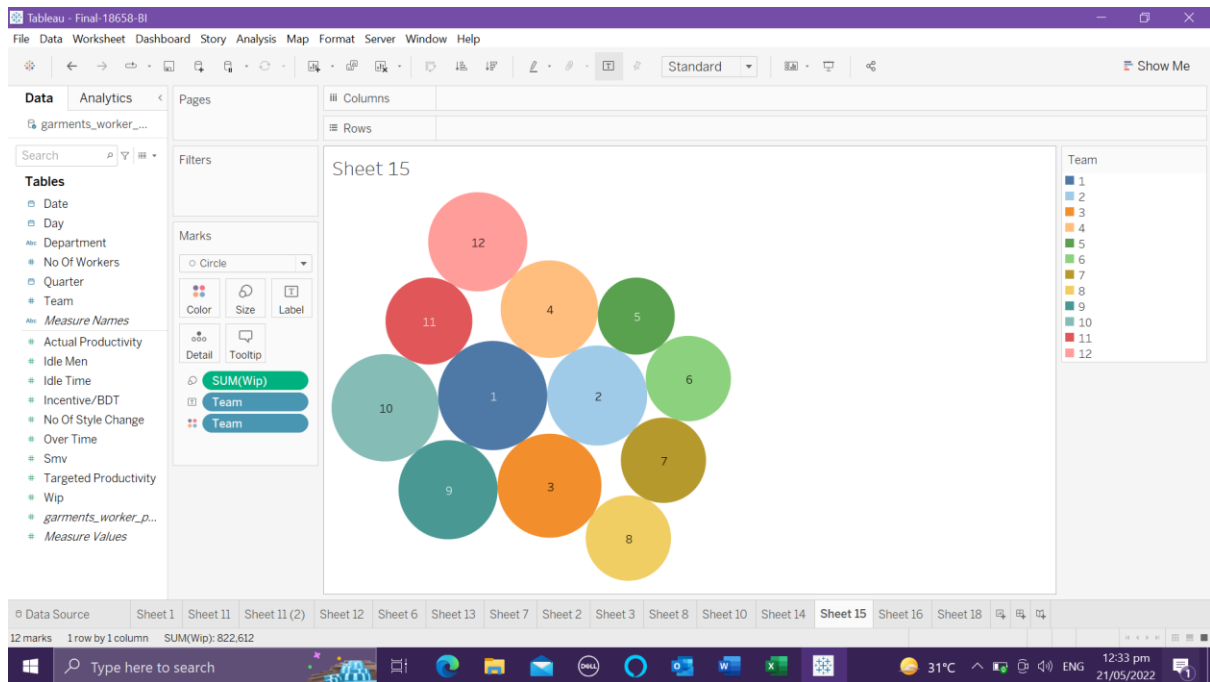 Tableau - Final-18658-BI
File Data Worksheet Dashboard Story Analysis Map Format Server Window Help
Standard
Show Me
Data Analytics
garments_worker_...
Search
Tables
Date
Day
Abc Department
# No Of Workers
Quarter
# Team
Abc Measure Names
# Actual Productivity
# Idle Men
# Idle Time
# Incentive/BDT
# No Of Style Change
# Over Time
# Smv
# Targeted Productivity
# Wip
# garments_worker_p...
# Measure Values
Pages
Filters
Marks
Circle
Color Size Label
Detail Tooltip
SUM(Wip)
Team
Team
Columns
Rows
Sheet 15
12
4
5
11
6
1
2
10
7
3
9
8
Team
1
2
3
4
5
6
7
8
9
10
11
12
Data Source Sheet 1 Sheet 11 Sheet 11 (2) Sheet 12 Sheet 6 Sheet 13 Sheet 7 Sheet 2 Sheet 3 Sheet 8 Sheet 10 Sheet 14 Sheet 15 Sheet 16 Sheet 18
12 marks 1 row by 1 column SUM(Wip): 822,612
Type here to search
DELL
31°C
ENG
12:33 pm
21/05/2022
1